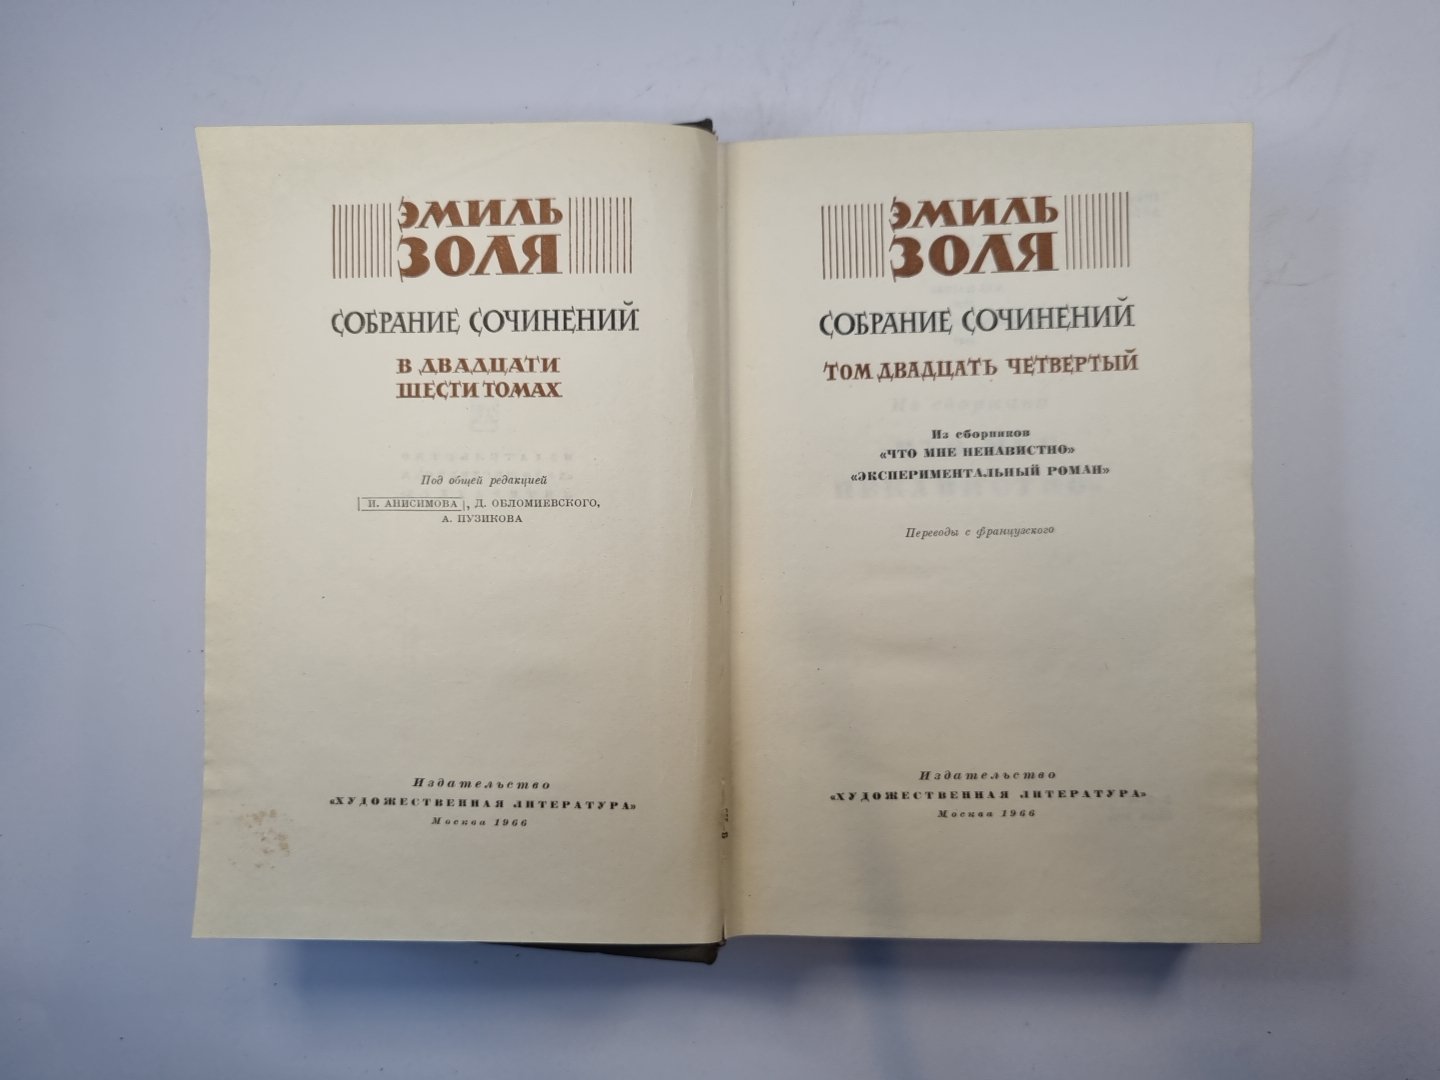 ЭМИЛЬ
ЗОЛЯ
СОБРАНИЕ СОЧИНЕНИЙ
В ДВАДЦАТИ
ШЕСТИ ТОМАХ
Под общей редакцией
И. АНИСИМОВА, Д. ОБЛОМИЕВСКОГО,
А. ПУЗИКОВА
Издательство
«ХУДОЖЕСТВЕННАЯ ЛИТЕРАТУРА»
Москва 1966
ЭМИЛЬ
ЗОЛЯ
СОБРАНИЕ СОЧИНЕНИЙ
ТОМ ДВАДЦАТЬ ЧЕТВЕРТЫЙ
Из сборников
«ЧТО МНЕ НЕНАВИСТНО»
«ЭКСПЕРИМЕНТАЛЬНЫЙ РОМАН»
Переводы с французского
Издательство
«ХУДОЖЕСТВЕННАЯ ЛИТЕРАТУРА»
Москва 1966